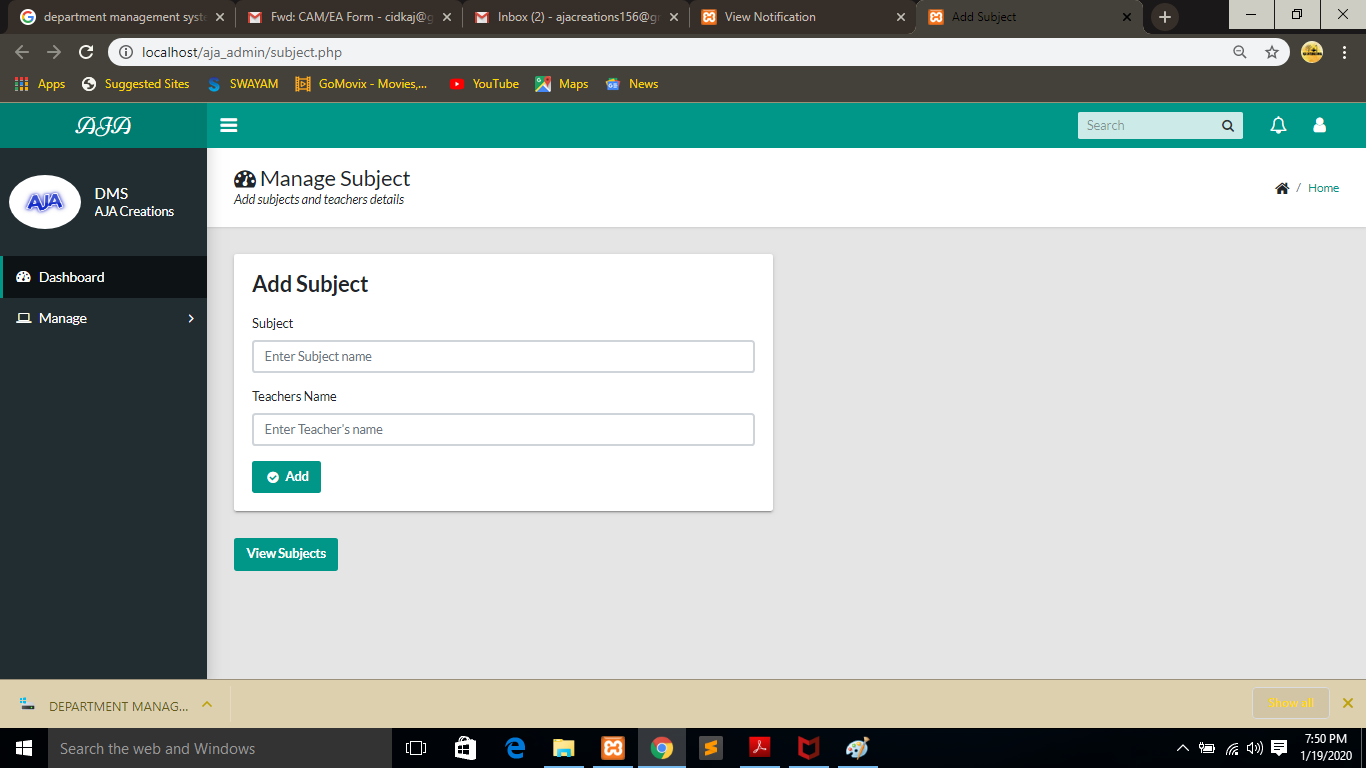 department management syst
Fwd: CAM/EA Form - cidkaj@g
Inbox (2) - ajacreations156@gm
View Notification
Add Subject
localhost/aja_admin/subject.php
Apps
Suggested Sites
SWAYAM
GoMovix - Movies,...
YouTube
Maps
News
AJA
Search
AJA
DMS
AJA Creations
Manage Subject
Add subjects and teachers details
/ Home
Dashboard
Manage
Add Subject
Subject
Enter Subject name
Teachers Name
Enter Teacher's name
Add
View Subjects
DEPARTMENT MANAG...
Show all
Search the web and Windows
7:50 PM
1/19/2020